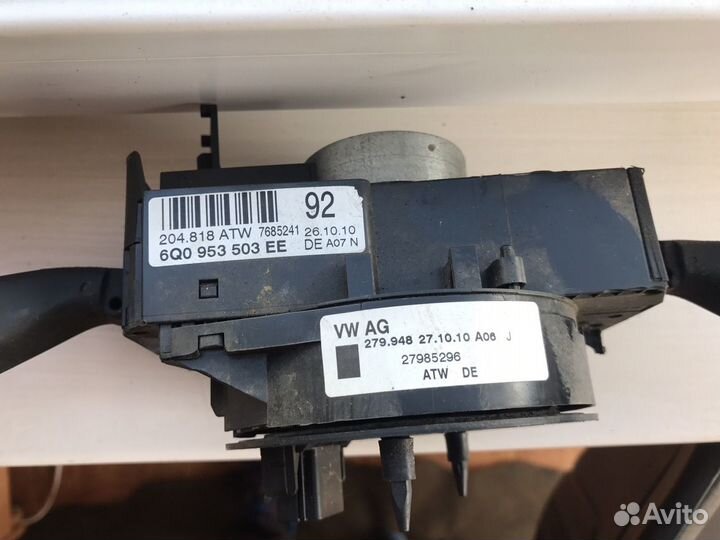 92
204.818 ATW 7685241 26.10.10
6Q0 953 503 EE DE A07 N
VW AG
279.948 27.10.10 A06 J
27985296
ATW DE
Avito